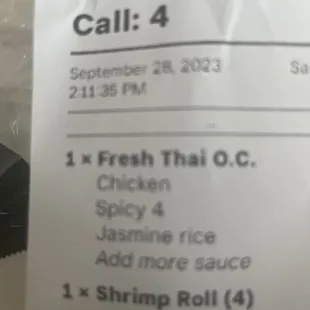 Call: 4
September 28, 2023 Sa
2:11:35 PM
1 × Fresh Thai O.C.
Chicken
Spicy 4
Jasmine rice
Add more sauce
1 × Shrimp Roll (4)